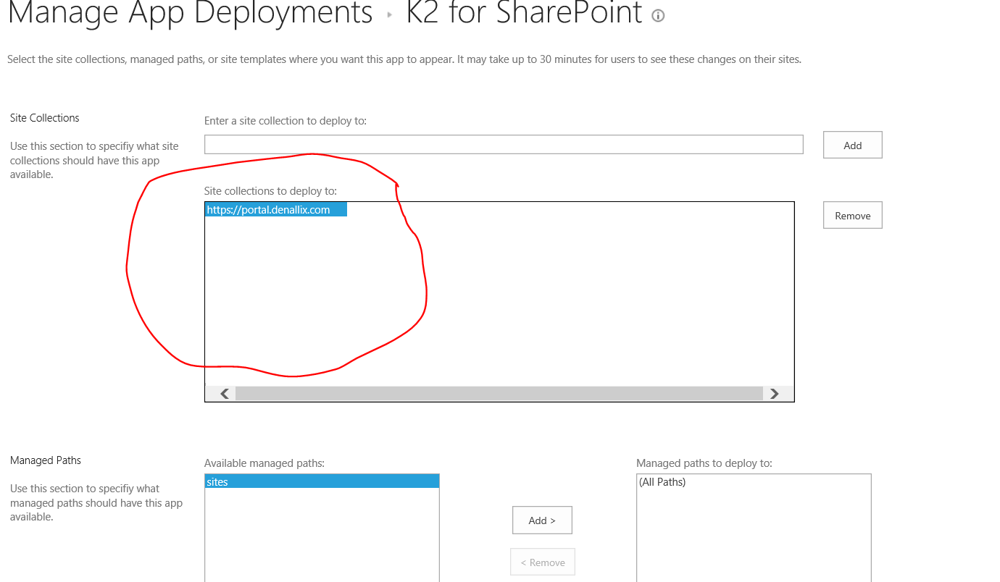 Manage App Deployments ▸ K2 for SharePoint
Select the site collections, managed paths, or site templates where you want this app to appear. It may take up to 30 minutes for users to see these changes on their sites.
Site Collections
Use this section to specifiy what site
collections should have this app
available.
Enter a site collection to deploy to:
Add
Site collections to deploy to:
https://portal.denallix.com
Remove
Managed Paths
Use this section to specifiy what
managed paths should have this app
available.
Available managed paths:
sites
Add >
< Remove
Managed paths to deploy to:
(All Paths)